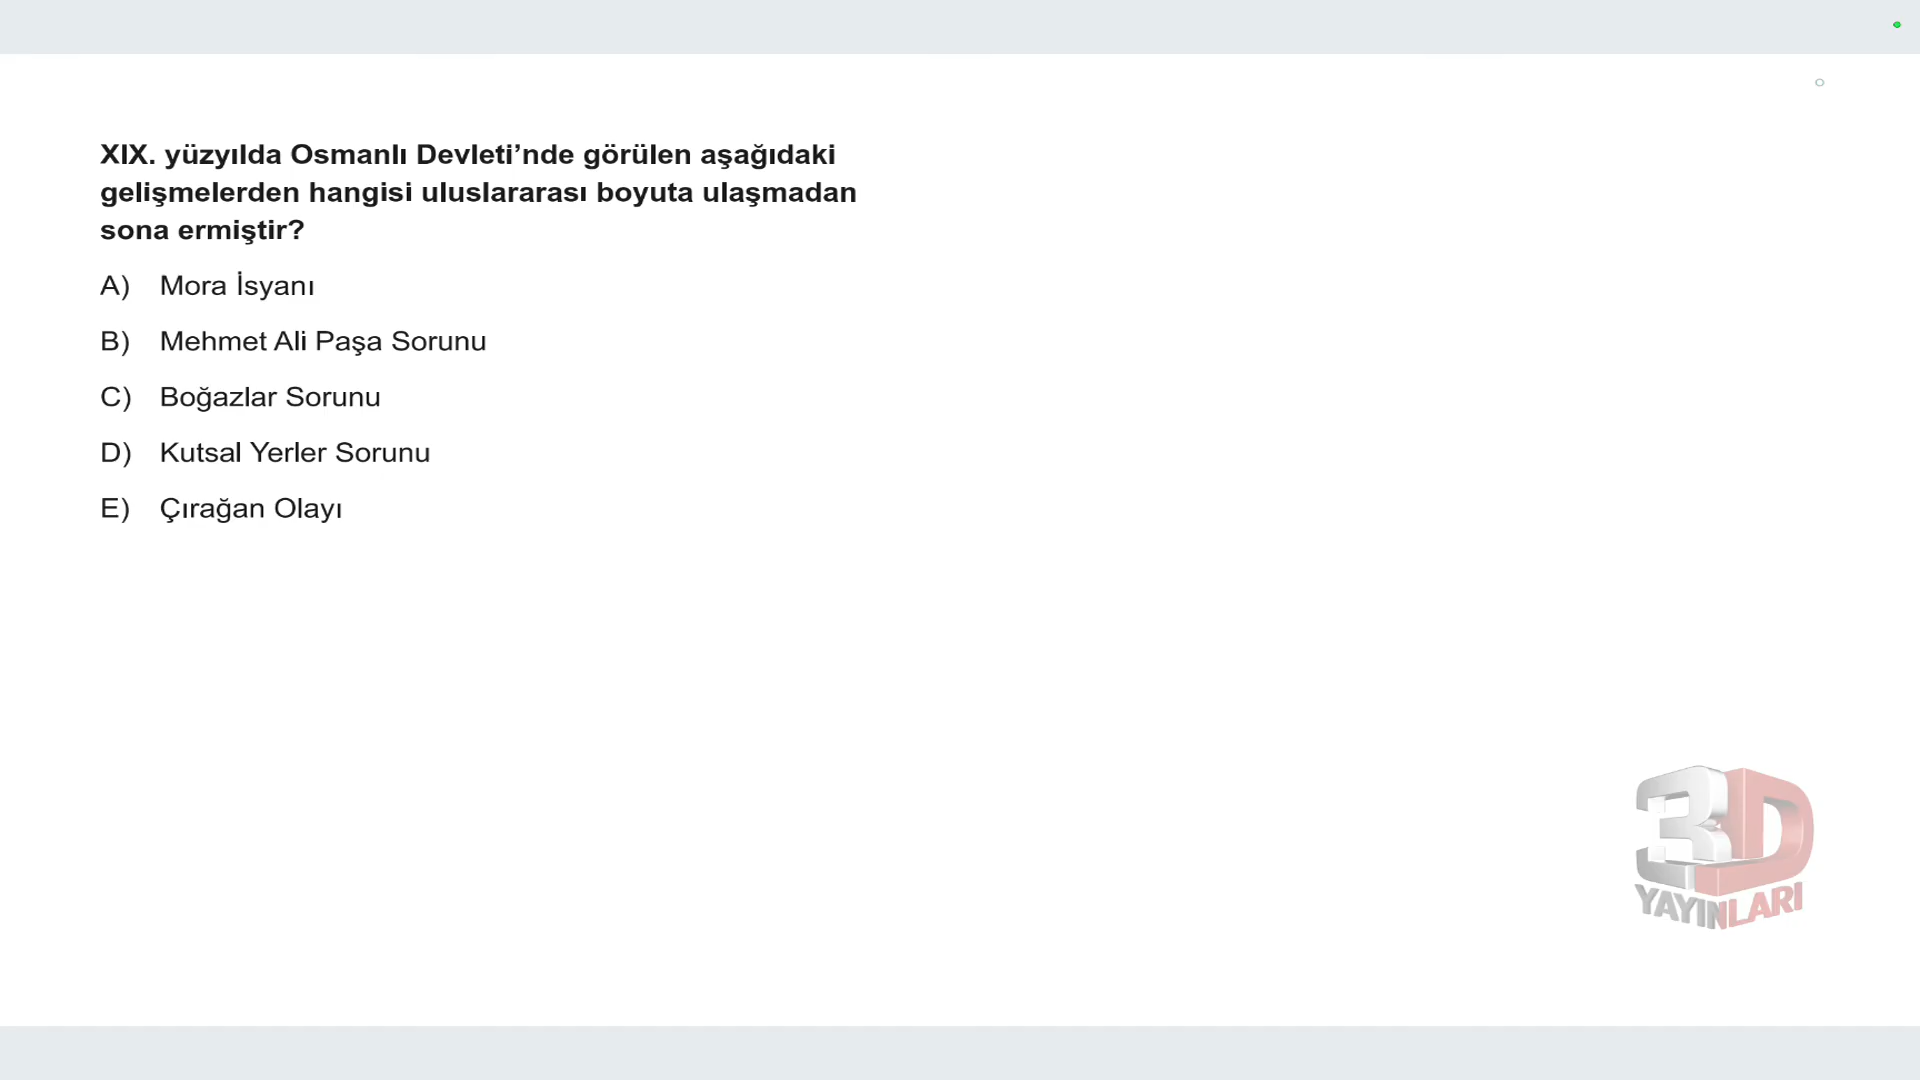 XIX. yüzyılda Osmanlı Devleti’nde görülen aşağıdaki
gelişmelerden hangisi uluslararası boyuta ulaşmadan
sona ermiştir?
A) Mora İsyanı
B) Mehmet Ali Paşa Sorunu
C) Boğazlar Sorunu
D) Kutsal Yerler Sorunu
E) Çırağan Olayı
3D
YAYINLARI